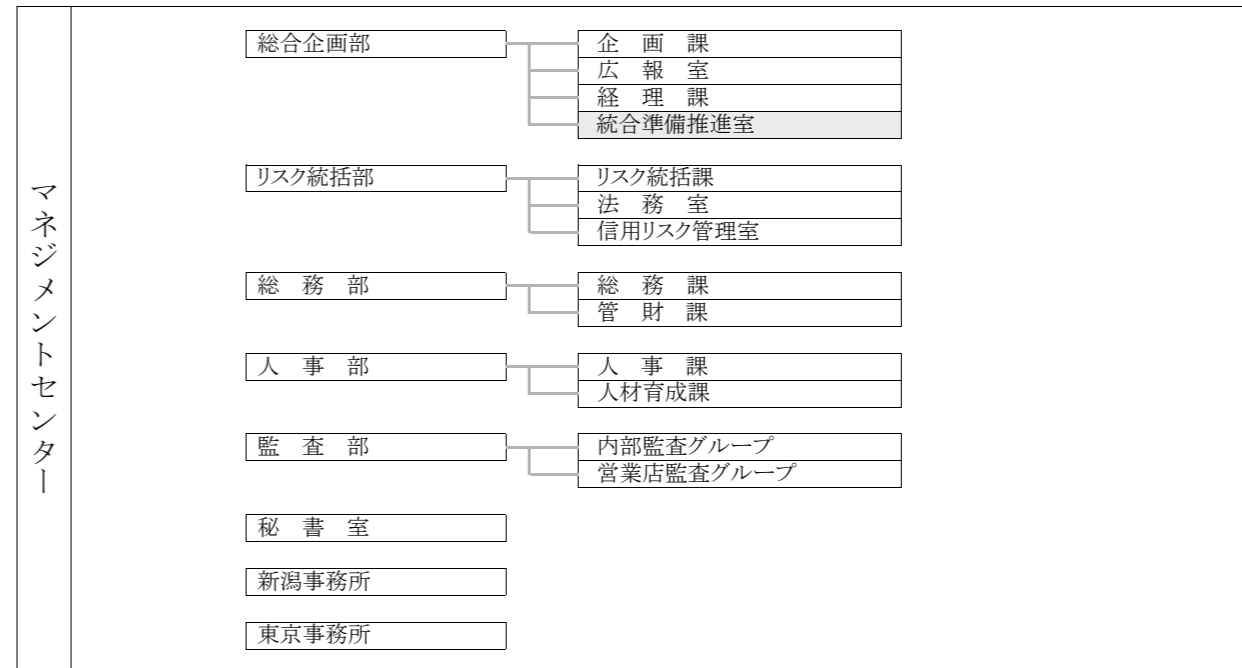 マネジメントセンター
総合企画部
企　画　課
広　報　室
経　理　課
統合準備推進室
リスク統括部
リスク統括課
法　務　室
信用リスク管理室
総　務　部
総　務　課
管　財　課
人　事　部
人　事　課
人材育成課
監　査　部
内部監査グループ
営業店監査グループ
秘　書　室
新潟事務所
東京事務所